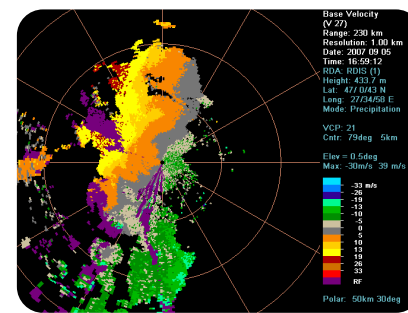 Base Velocity
(V 27)
Range: 230 km
Resolution: 1.00 km
Date: 2007 09 05
Time: 16:59:12
RDA: RDIS (1)
Height: 433.7 m
Lat: 47/ 0/43 N
Long: 27/34/58 E
Mode: Precipitation
VCP: 21
Cntr: 79deg 5km
Elev = 0.5deg
Max: -30m/s 39 m/s
-33 m/s
-26
-19
-13
-10
-5
0
5
10
13
19
26
33
RF
Polar: 50km 30deg